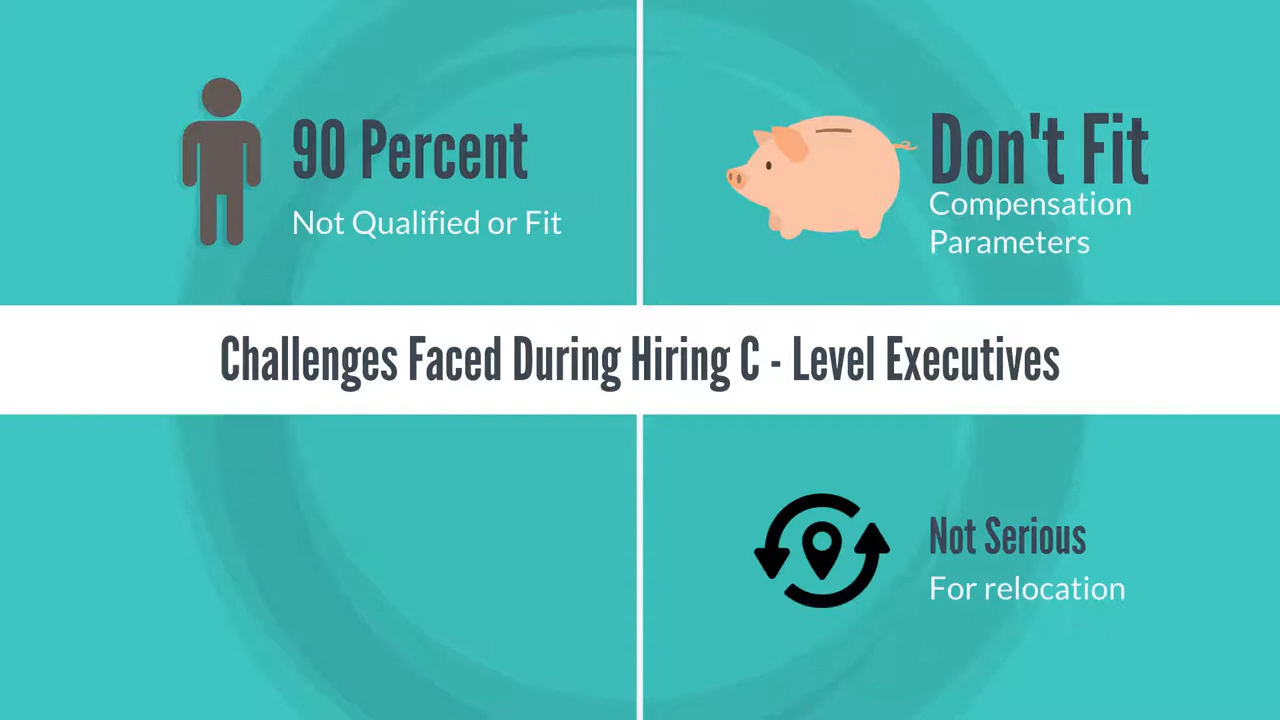 90 Percent
Not Qualified or Fit
Don't Fit
Compensation
Parameters
Challenges Faced During Hiring C - Level Executives
Not Serious
For relocation